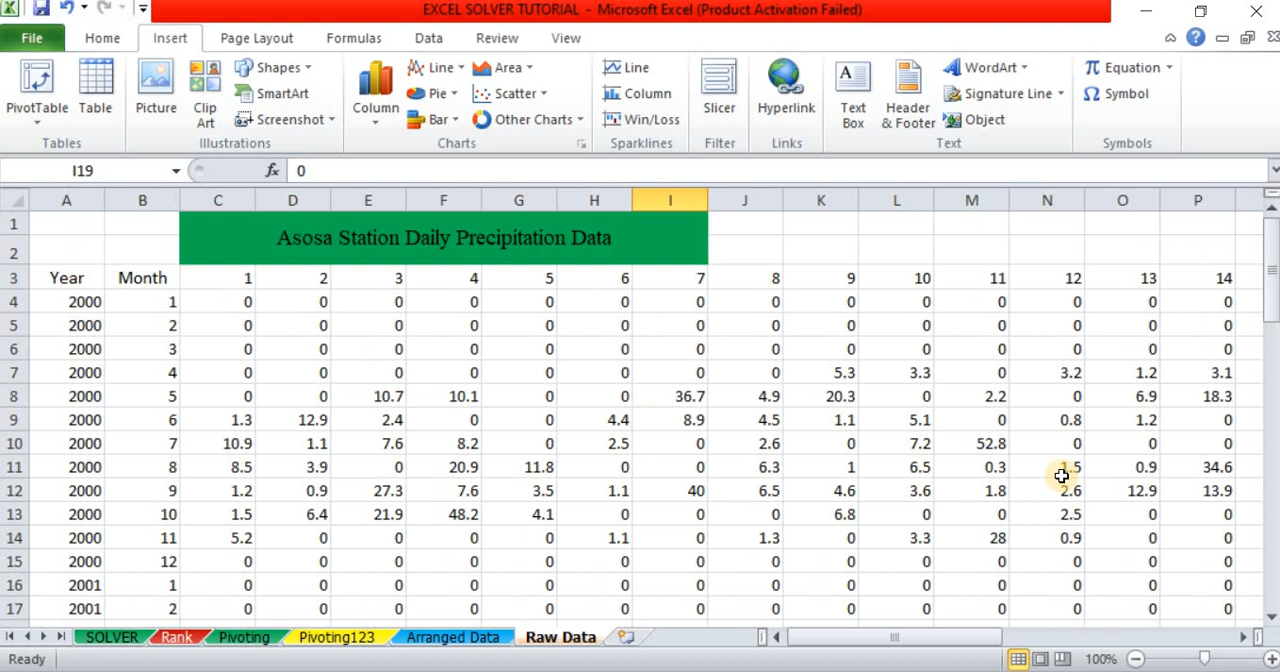 EXCEL SOLVER TUTORIAL - Microsoft Excel (Product Activation Failed)
File Home Insert Page Layout Formulas Data Review View
PivotTable Table Picture Clip Art Shapes SmartArt Screenshot Column Line Pie Bar Area Scatter Other Charts Line Column Win/Loss Slicer Hyperlink Text Box Header & Footer WordArt Signature Line Object Equation Symbol
Tables Illustrations Charts Sparklines Filter Links Text Symbols
I19 fx 0
A B C D E F G H I J K L M N O P
1 Asosa Station Daily Precipitation Data
2
3 Year Month 1 2 3 4 5 6 7 8 9 10 11 12 13 14
4 2000 1 0 0 0 0 0 0 0 0 0 0 0 0 0 0
5 2000 2 0 0 0 0 0 0 0 0 0 0 0 0 0 0
6 2000 3 0 0 0 0 0 0 0 0 0 0 0 0 0 0
7 2000 4 0 0 0 0 0 0 0 0 5.3 3.3 0 3.2 1.2 3.1
8 2000 5 0 0 10.7 10.1 0 0 36.7 4.9 20.3 0 2.2 0 6.9 18.3
9 2000 6 1.3 12.9 2.4 0 0 4.4 8.9 4.5 1.1 5.1 0 0.8 1.2 0
10 2000 7 10.9 1.1 7.6 8.2 0 2.5 0 2.6 0 7.2 52.8 0 0 0
11 2000 8 8.5 3.9 0 20.9 11.8 0 0 6.3 1 6.5 0.3 1.5 0.9 34.6
12 2000 9 1.2 0.9 27.3 7.6 3.5 1.1 40 6.5 4.6 3.6 1.8 2.6 12.9 13.9
13 2000 10 1.5 6.4 21.9 48.2 4.1 0 0 0 6.8 0 0 2.5 0 0
14 2000 11 5.2 0 0 0 0 1.1 0 1.3 0 3.3 28 0.9 0 0
15 2000 12 0 0 0 0 0 0 0 0 0 0 0 0 0 0
16 2001 1 0 0 0 0 0 0 0 0 0 0 0 0 0 0
17 2001 2 0 0 0 0 0 0 0 0 0 0 0 0 0 0
SOLVER Rank Pivoting Pivoting123 Arranged Data Raw Data
Ready 100%